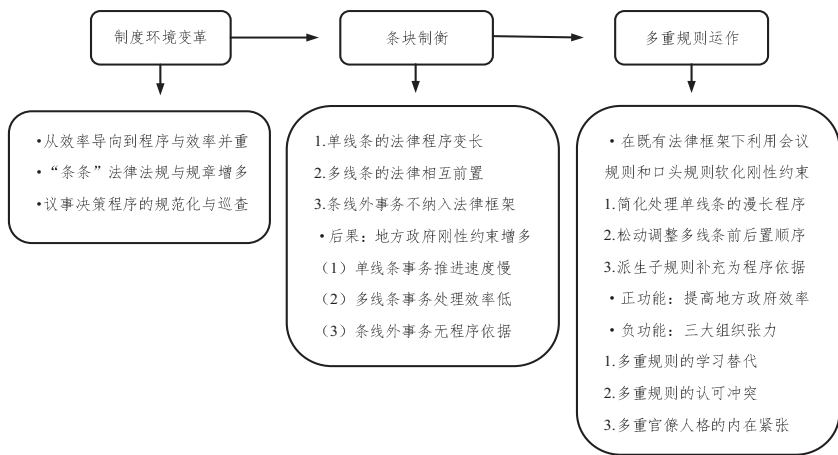 制度环境变革
条块制衡
多重规则运作
•从效率导向到程序与效率并重
•“条条”法律法规与规章增多
•议事决策程序的规范化与巡查
1.单线条的法律程序变长
2.多线条的法律相互前置
3.条线外事务不纳入法律框架
•后果：地方政府刚性约束增多
（1）单线条事务推进速度慢
（2）多线条事务处理效率低
（3）条线外事务无程序依据
•在既有法律框架下利用会议
规则和口头规则软化刚性约束
1.简化处理单线条的漫长程序
2.松动调整多线条前后置顺序
3.派生子规则补充为程序依据
•正功能：提高地方政府效率
•负功能：三大组织张力
1.多重规则的学习替代
2.多重规则的认可冲突
3.多重官僚人格的内在紧张